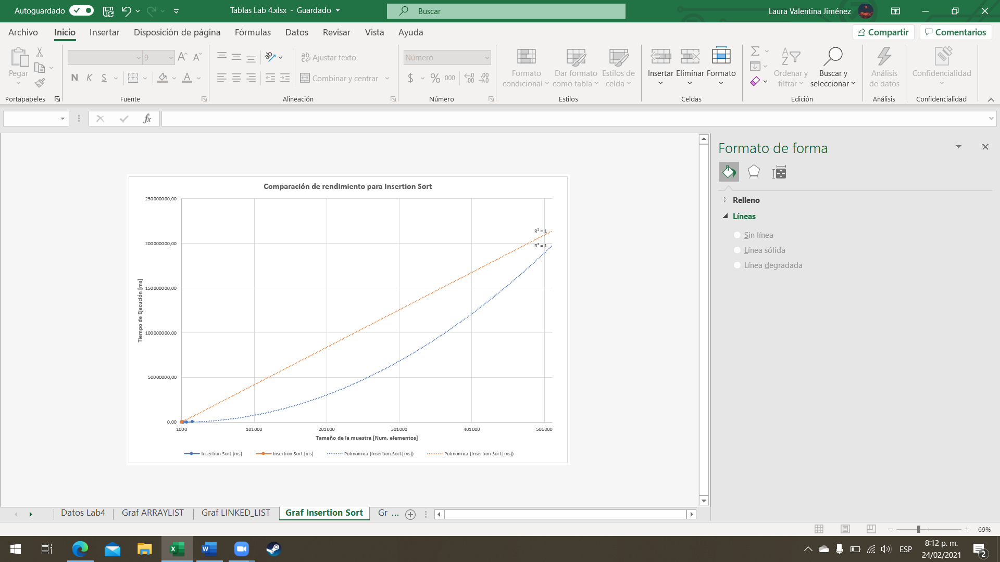 Autoguardado
Tablas Lab 4.xlsx - Guardado
Buscar
Laura Valentina Jiménez
Archivo Inicio Insertar Disposición de página Fórmulas Datos Revisar Vista Ayuda
Compartir Comentarios
Pegar
Portapapeles
9
N K S
Fuente
Ajustar texto
Combinar y centrar
Alineación
Número
$ % 000
Número
Formato condicional
Dar formato como tabla
Estilos de celda
Estilos
Insertar Eliminar Formato
Celdas
Ordenar y filtrar
Buscar y seleccionar
Edición
Análisis de datos
Análisis
Confidencialidad
Confidencialidad
fx
Comparación de rendimiento para Insertion Sort
250000000,00
200000000,00
150000000,00
100000000,00
50000000,00
0,00
Tiempo de Ejecución [ms]
R² = 1
R² = 1
1000 101000 201000 301000 401000 501000
Tamaño de la muestra [Num. elementos]
Insertion Sort [ms] Insertion Sort [ms] Polinómica (Insertion Sort [ms]) Polinómica (Insertion Sort [ms])
Formato de forma
Relleno
Líneas
Sin línea
Línea sólida
Línea degradada
Datos Lab4 Graf ARRAYLIST Graf LINKED_LIST Graf Insertion Sort Gr ...
69%
ESP
8:12 p. m.
24/02/2021
2